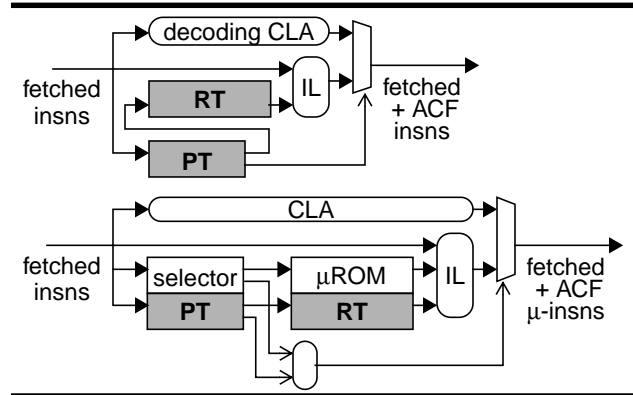 decoding CLA
fetched
insns
RT
IL
PT
fetched
+ ACF
insns
CLA
fetched
insns
selector
PT
μROM
RT
IL
fetched
+ ACF
μ-insns